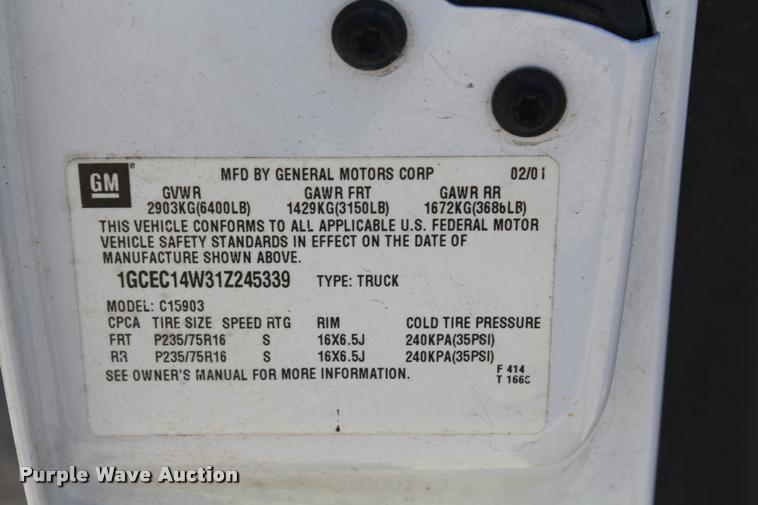 GM
MFD BY GENERAL MOTORS CORP 02/01
GVWR GAWR FRT GAWR RR
2903KG(6400LB) 1429KG(3150LB) 1672KG(3686LB)
THIS VEHICLE CONFORMS TO ALL APPLICABLE U.S. FEDERAL MOTOR
VEHICLE SAFETY STANDARDS IN EFFECT ON THE DATE OF
MANUFACTURE SHOWN ABOVE.
1GCEC14W31Z245339 TYPE: TRUCK
MODEL: C15903
CPCA TIRE SIZE SPEED RTG RIM COLD TIRE PRESSURE
FRT P235/75R16 S 16X6.5J 240KPA(35PSI)
RR P235/75R16 S 16X6.5J 240KPA(35PSI)
SEE OWNER'S MANUAL FOR MORE INFORMATION.
F 414
T
Purple Wave Auction